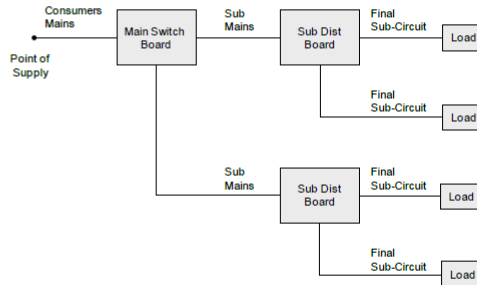 Consumers
Mains
Point of
Supply
Main Switch
Board
Sub
Mains
Sub Dist
Board
Final
Sub-Circuit
Load
Final
Sub-Circuit
Load
Sub
Mains
Sub Dist
Board
Final
Sub-Circuit
Load
Final
Sub-Circuit
Load